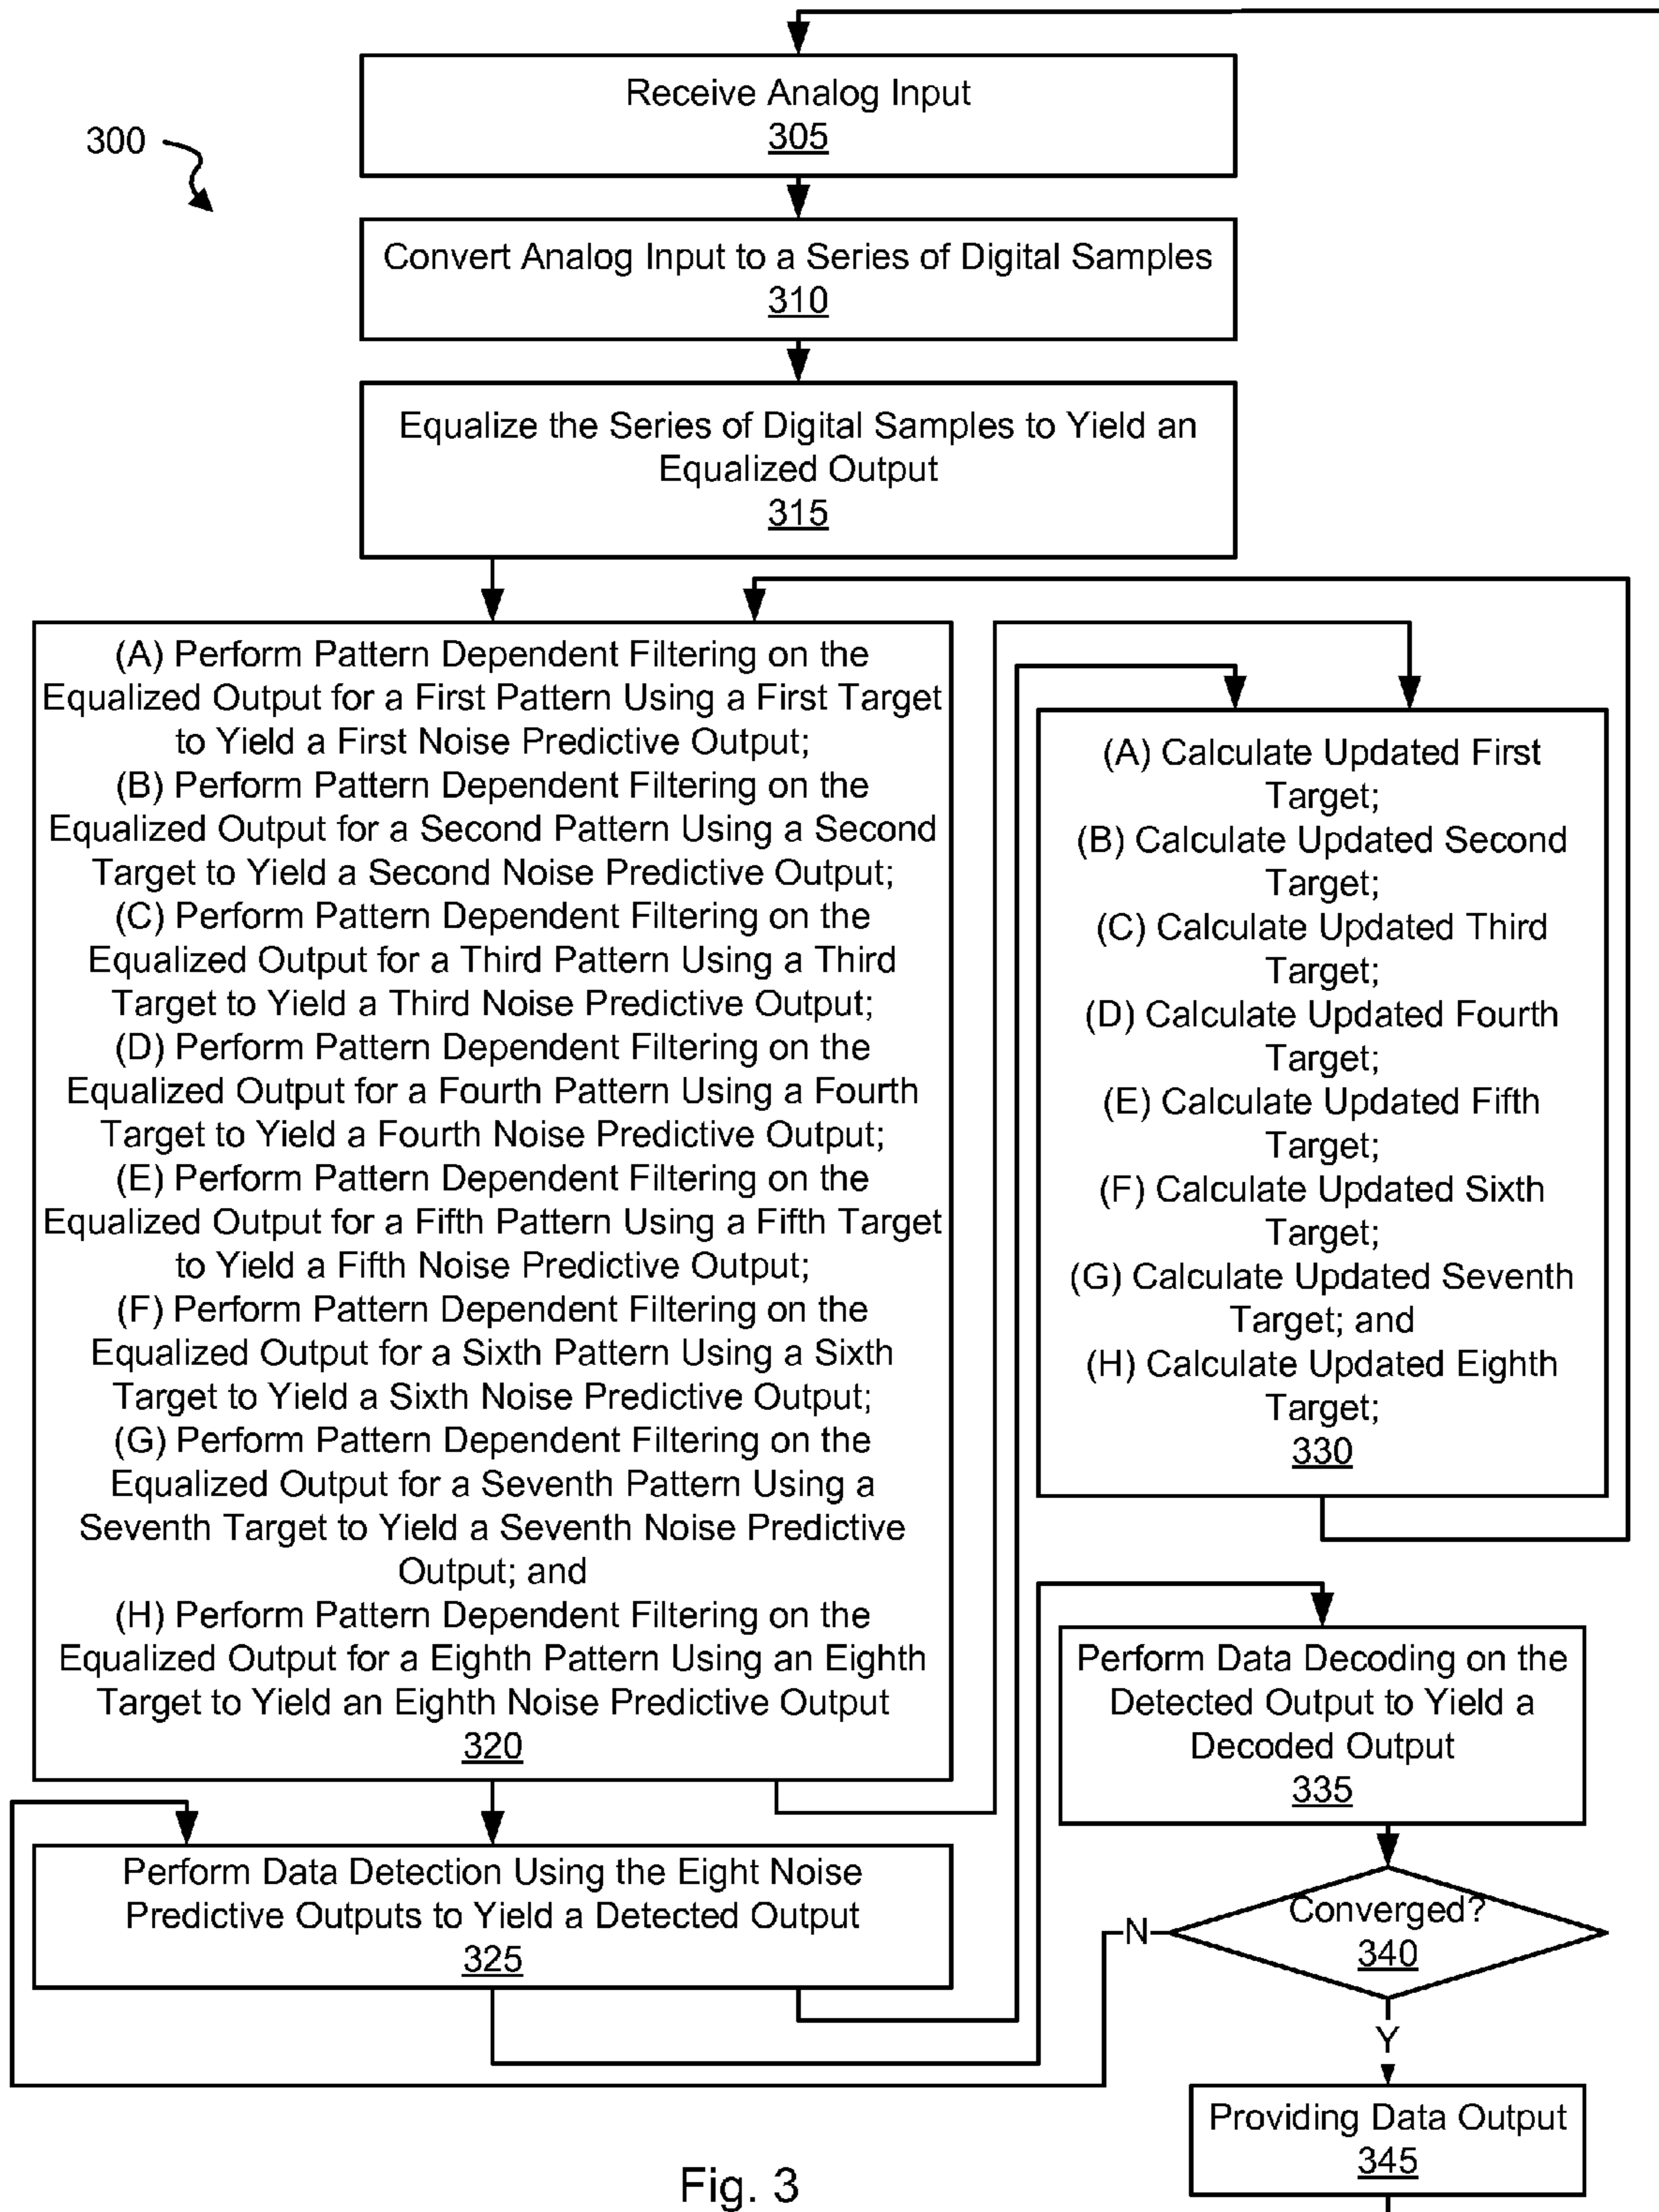 Receive Analog Input
305
300
Convert Analog Input to a Series of Digital Samples
310
Equalize the Series of Digital Samples to Yield an
Equalized Output
315
(A) Perform Pattern Dependent Filtering on the
Equalized Output for a First Pattern Using a First Target
to Yield a First Noise Predictive Output;
(B) Perform Pattern Dependent Filtering on the
Equalized Output for a Second Pattern Using a Second
Target to Yield a Second Noise Predictive Output;
(C) Perform Pattern Dependent Filtering on the
Equalized Output for a Third Pattern Using a Third
Target to Yield a Third Noise Predictive Output;
(D) Perform Pattern Dependent Filtering on the
Equalized Output for a Fourth Pattern Using a Fourth
Target to Yield a Fourth Noise Predictive Output;
(E) Perform Pattern Dependent Filtering on the
Equalized Output for a Fifth Pattern Using a Fifth Target
to Yield a Fifth Noise Predictive Output;
(F) Perform Pattern Dependent Filtering on the
Equalized Output for a Sixth Pattern Using a Sixth
Target to Yield a Sixth Noise Predictive Output;
(G) Perform Pattern Dependent Filtering on the
Equalized Output for a Seventh Pattern Using a
Seventh Target to Yield a Seventh Noise Predictive
Output; and
(H) Perform Pattern Dependent Filtering on the
Equalized Output for a Eighth Pattern Using an Eighth
Target to Yield an Eighth Noise Predictive Output
320
(A) Calculate Updated First
Target;
(B) Calculate Updated Second
Target;
(C) Calculate Updated Third
Target;
(D) Calculate Updated Fourth
Target;
(E) Calculate Updated Fifth
Target;
(F) Calculate Updated Sixth
Target;
(G) Calculate Updated Seventh
Target; and
(H) Calculate Updated Eighth
Target;
330
Perform Data Detection Using the Eight Noise
Predictive Outputs to Yield a Detected Output
325
Perform Data Decoding on the
Detected Output to Yield a
Decoded Output
335
Converged?
340
N
Y
Providing Data Output
345
Fig. 3